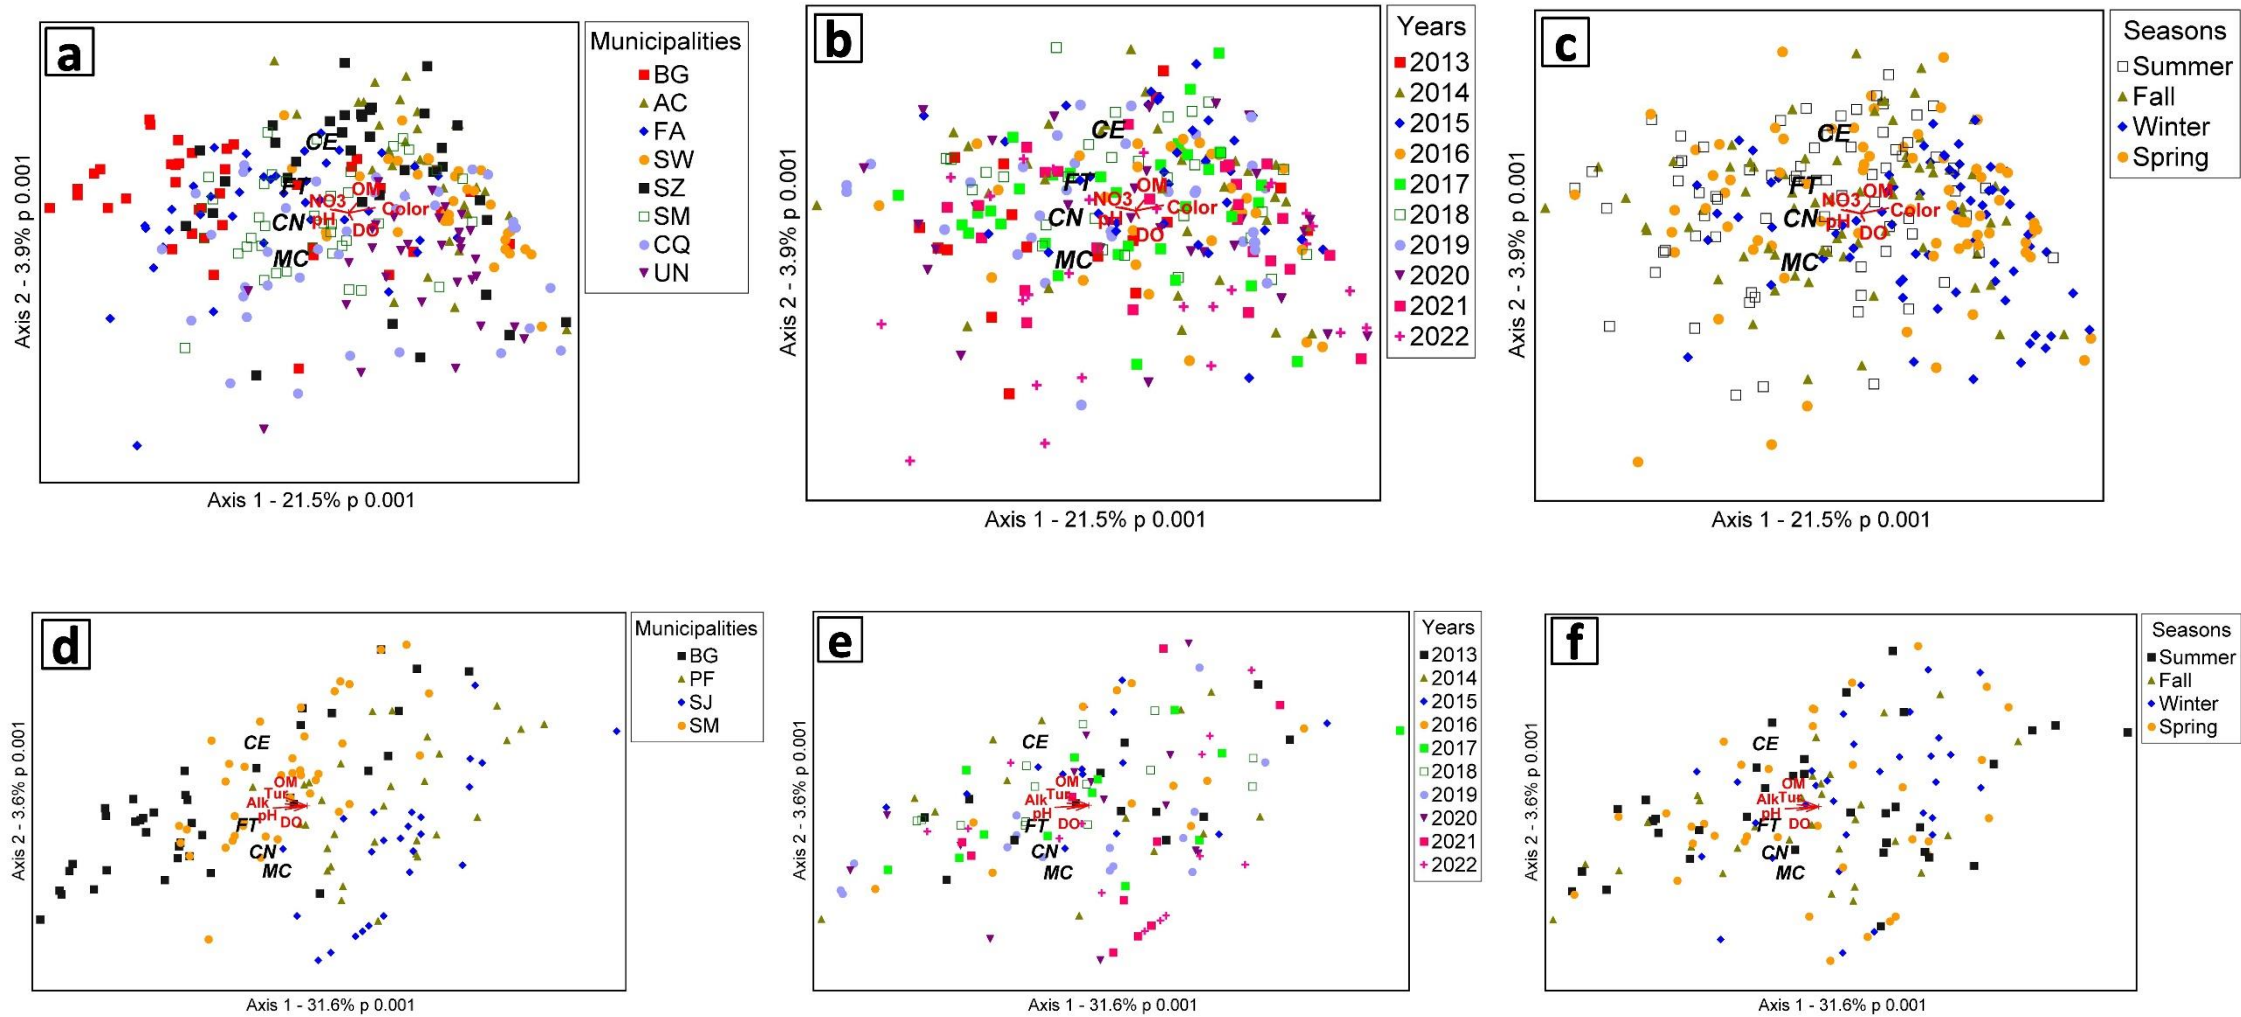 a
Axis 2 - 3.9% p 0.001
CE
FT
OM
NO3
Color
CN
pH
DO
MC
Axis 1 - 21.5% p 0.001
Municipalities
BG
AC
FA
SW
SZ
SM
CQ
UN
b
Axis 2 - 3.9% p 0.001
CE
FT
OM
NO3
Color
CN
pH
DO
MC
Axis 1 - 21.5% p 0.001
Years
2013
2014
2015
2016
2017
2018
2019
2020
2021
2022
c
Axis 2 - 3.9% p 0.001
CE
FT
OM
NO3
Color
CN
pH
DO
MC
Axis 1 - 21.5% p 0.001
Seasons
Summer
Fall
Winter
Spring
d
Axis 2 - 3.6% p 0.001
CE
OM
Tur
Alk
pH
DO
FT
CN
MC
Axis 1 - 31.6% p 0.001
Municipalities
BG
PF
SJ
SM
e
Axis 2 - 3.6% p 0.001
CE
OM
Tur
Alk
pH
DO
FT
CN
MC
Axis 1 - 31.6% p 0.001
Years
2013
2014
2015
2016
2017
2018
2019
2020
2021
2022
f
Axis 2 - 3.6% p 0.001
CE
OM
Tur
Alk
pH
DO
FT
CN
MC
Axis 1 - 31.6% p 0.001
Seasons
Summer
Fall
Winter
Spring